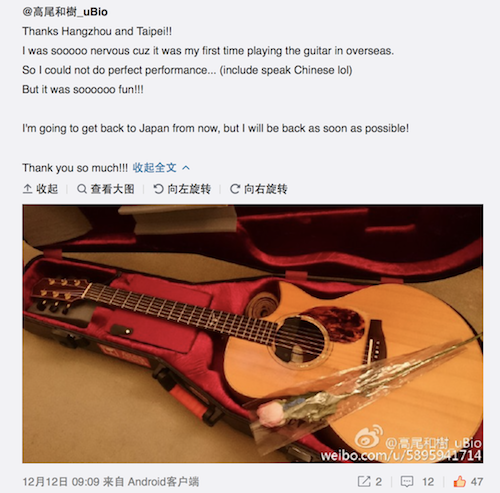 @高尾和樹_uBio
Thanks Hangzhou and Taipei!!
I was sooooo nervous cuz it was my first time playing the guitar in overseas.
So I could not do perfect performance... (include speak Chinese lol)
But it was soooooo fun!!!
I'm going to get back to Japan from now, but I will be back as soon as possible!
Thank you so much!!! 收起全文
收起 查看大图 向左旋转 向右旋转
@高尾和樹_uBio
weibo.com/u/5895941714
12月12日 09:09 来自 Android客户端 2 12 47